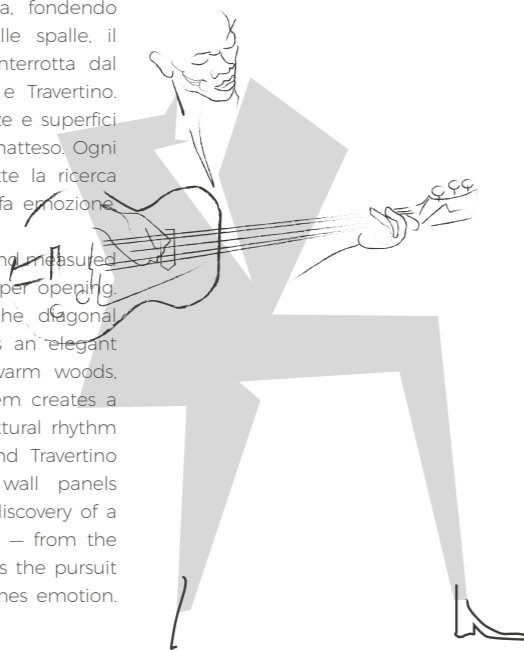 a, fondendo
lle spalle, il
nterrotta dal
e Travertino.
ze e superfici
natteso. Ogni
tte la ricerca
fa emozione.
nd measured
per opening.
he diagonal
s an elegant
warm woods,
em creates a
tural rhythm
nd Travertino
wall panels
discovery of a
— from the
s the pursuit
nes emotion.